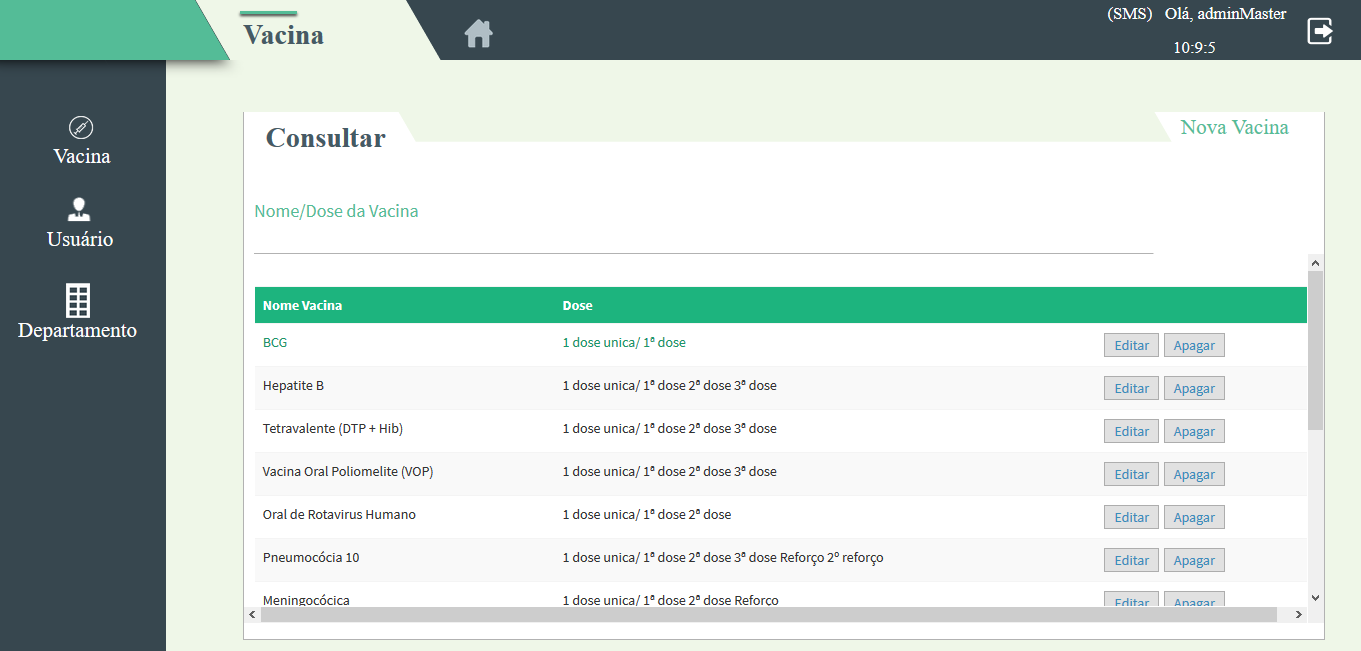 Vacina
(SMS) Olá, adminMaster
10:9:5
Vacina
Usuário
Departamento
Consultar
Nova Vacina
Nome/Dose da Vacina
Nome Vacina Dose
BCG 1 dose unica/ 1ª dose Editar Apagar
Hepatite B 1 dose unica/ 1ª dose 2ª dose 3ª dose Editar Apagar
Tetravalente (DTP + Hib) 1 dose unica/ 1ª dose 2ª dose 3ª dose Editar Apagar
Vacina Oral Poliomelite (VOP) 1 dose unica/ 1ª dose 2ª dose 3ª dose Editar Apagar
Oral de Rotavirus Humano 1 dose unica/ 1ª dose 2ª dose Editar Apagar
Pneumocócia 10 1 dose unica/ 1ª dose 2ª dose 3ª dose Reforço 2º reforço Editar Apagar
Meningocócica 1 dose unica/ 1ª dose 2ª dose Reforço Editar Apagar